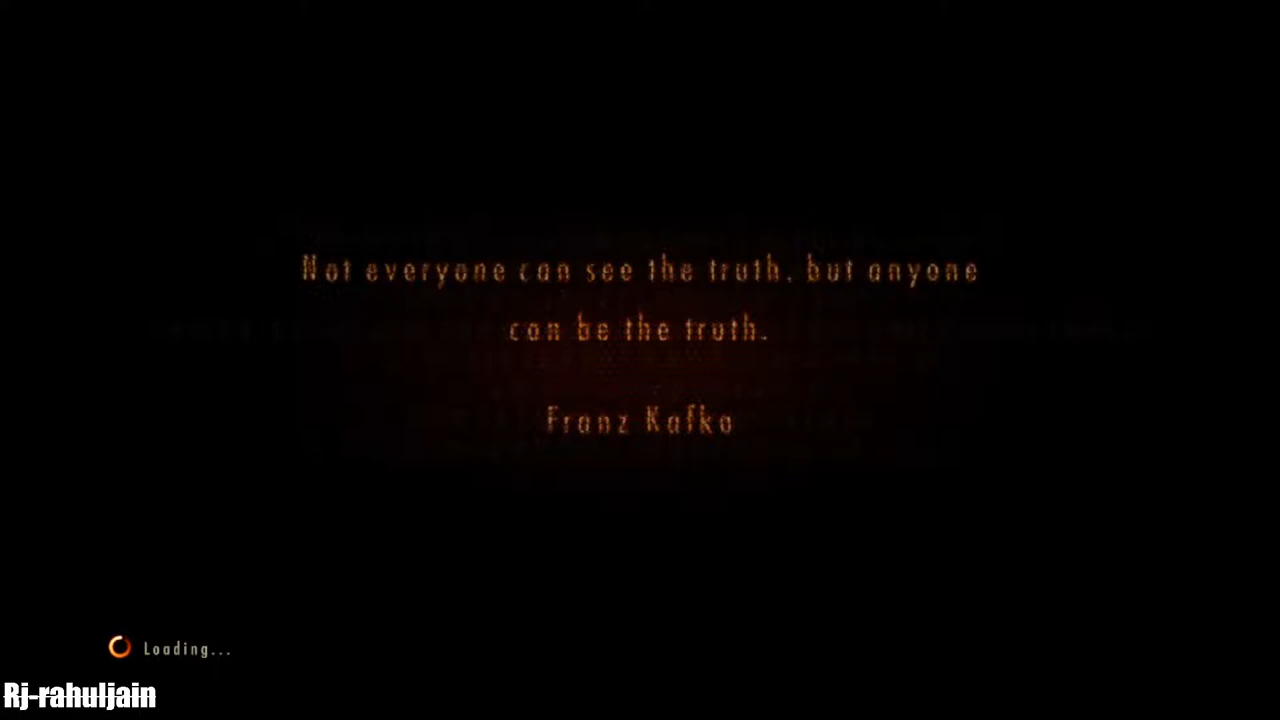 Not everyone can see the truth, but anyone
can be the truth.
Franz Kafka
Loading...
Rj-rahuljain